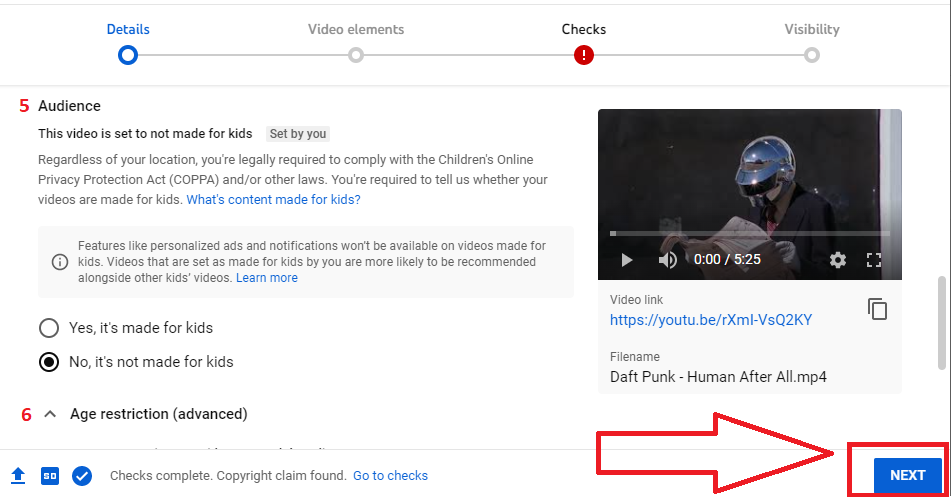 Details
Video elements
Checks
Visibility
5 Audience
This video is set to not made for kids Set by you
Regardless of your location, you're legally required to comply with the Children's Online
Privacy Protection Act (COPPA) and/or other laws. You're required to tell us whether your
videos are made for kids. What's content made for kids?
Features like personalized ads and notifications won't be available on videos made for
kids. Videos that are set as made for kids by you are more likely to be recommended
alongside other kids' videos. Learn more
Yes, it's made for kids
No, it's not made for kids
6 Age restriction (advanced)
0:00 / 5:25
Video link
https://youtu.be/rXmI-VsQ2KY
Filename
Daft Punk - Human After All.mp4
SD Checks complete. Copyright claim found. Go to checks
NEXT